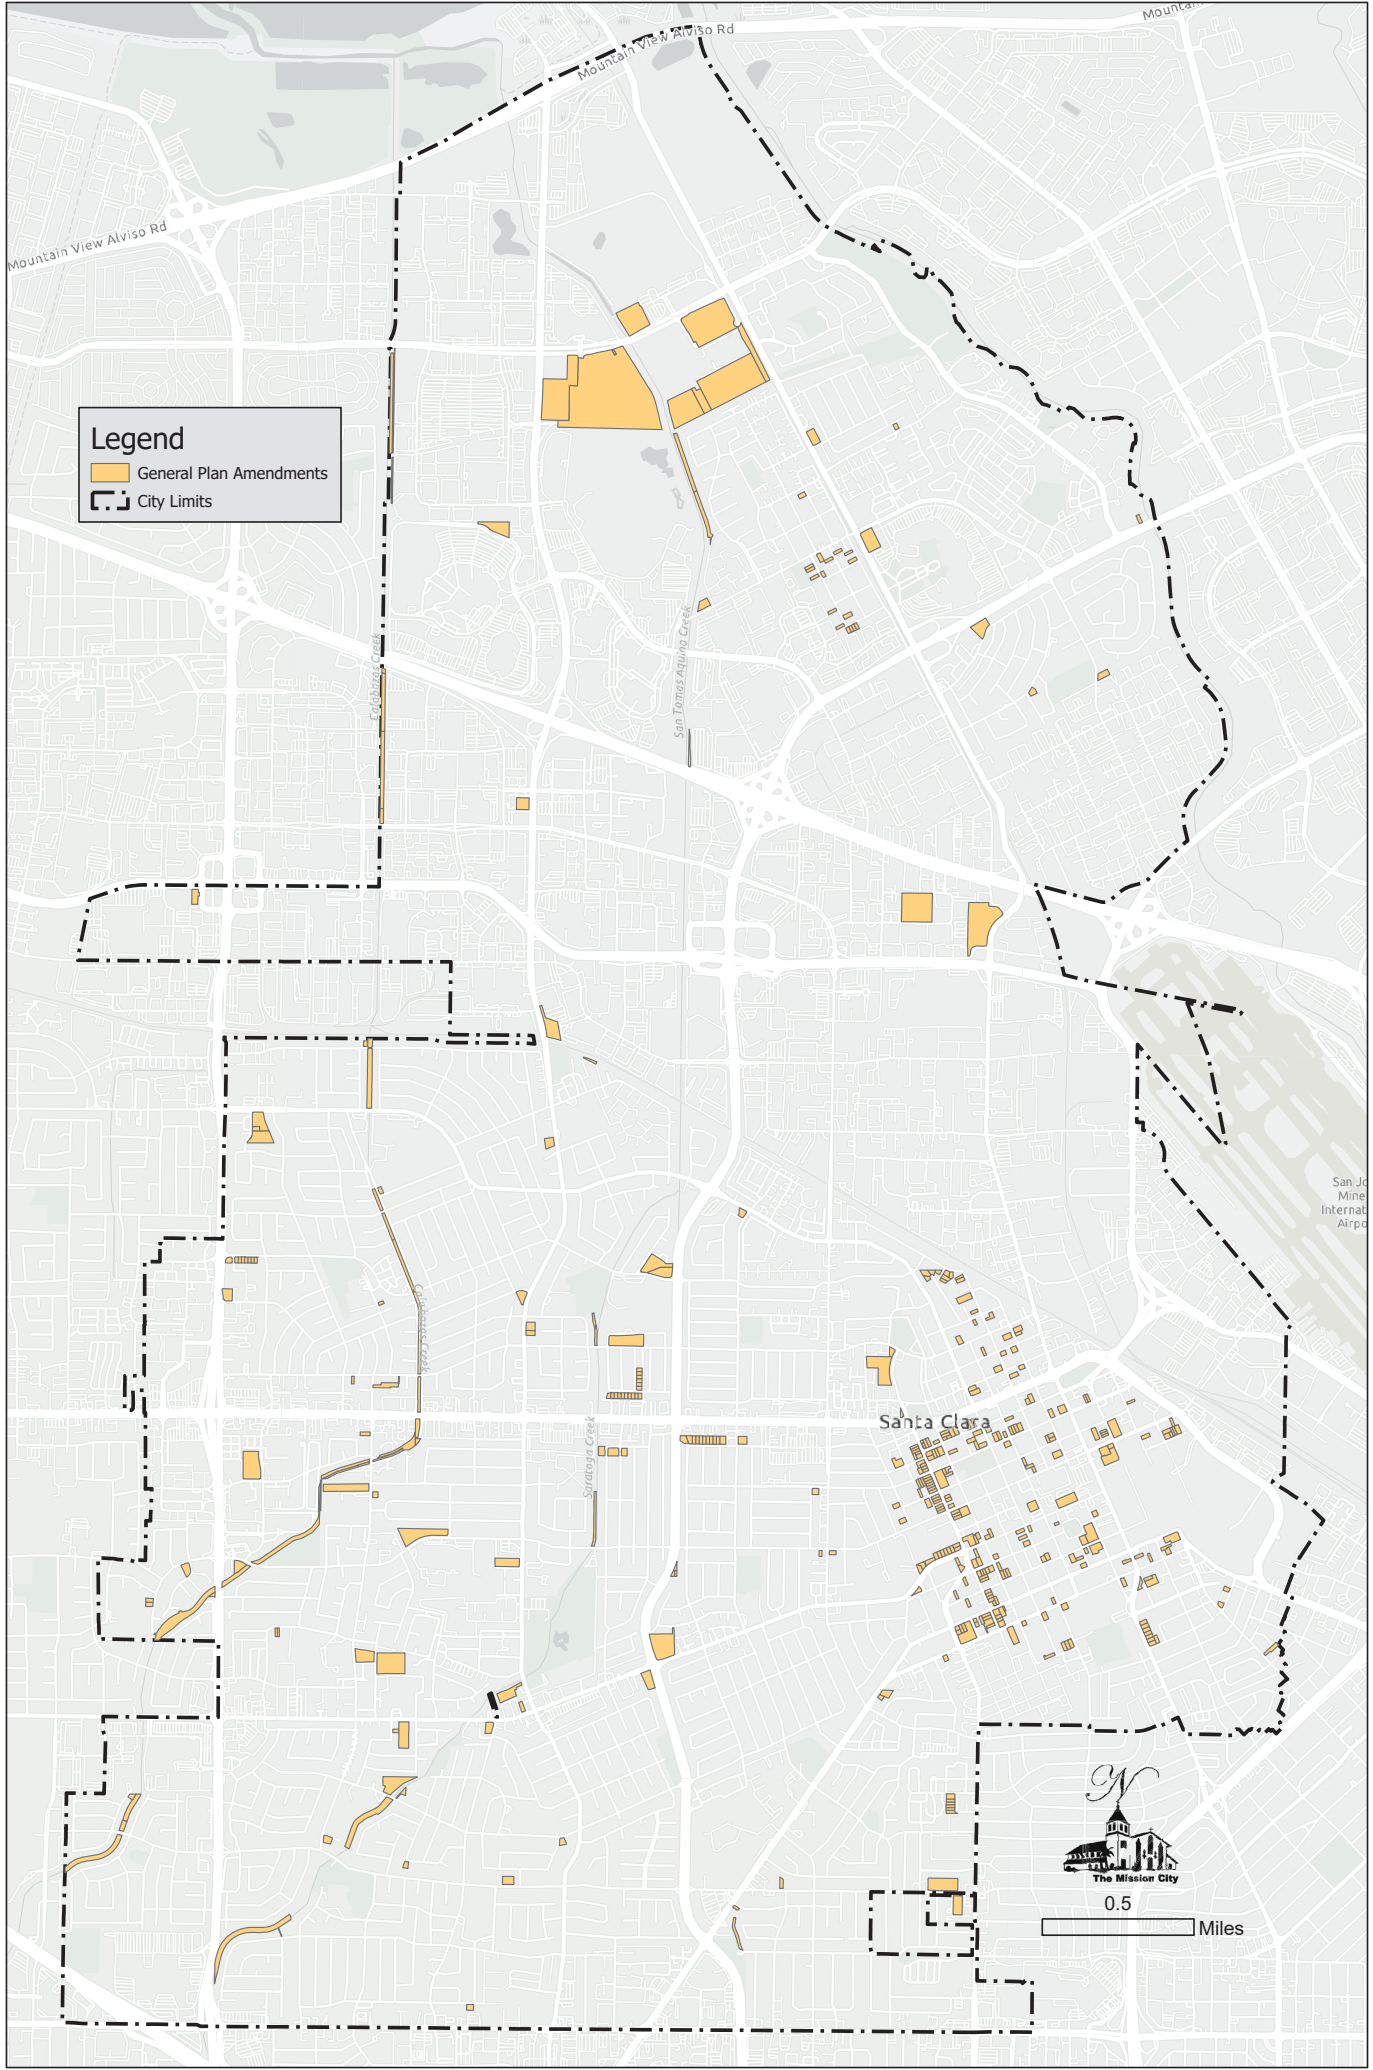 Mountain View Alviso Rd
Mountain View Alviso Rd
Legend
General Plan Amendments
City Limits
Calabazas Creek
San Tomas Aquino Creek
Calabazas Creek
Saratoga Creek
Santa Clara
N
The Mission City
0.5
Miles